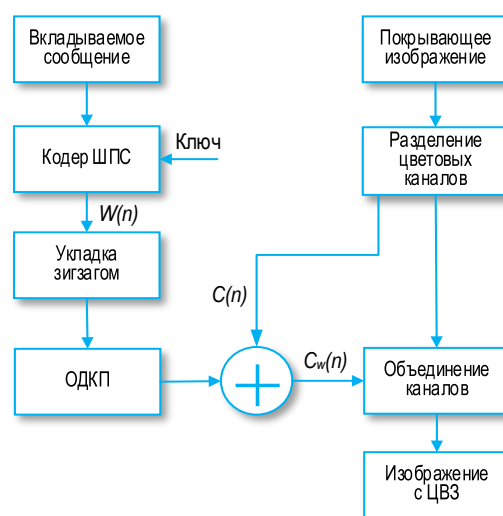 Вкладываемое
сообщение
Покрывающее
изображение
Кодер ШПС
Ключ
Разделение
цветовых
каналов
W(n)
Укладка
зигзагом
C(n)
ОДКП
Cw(n)
Объединение
каналов
Изображение
с ЦВЗ